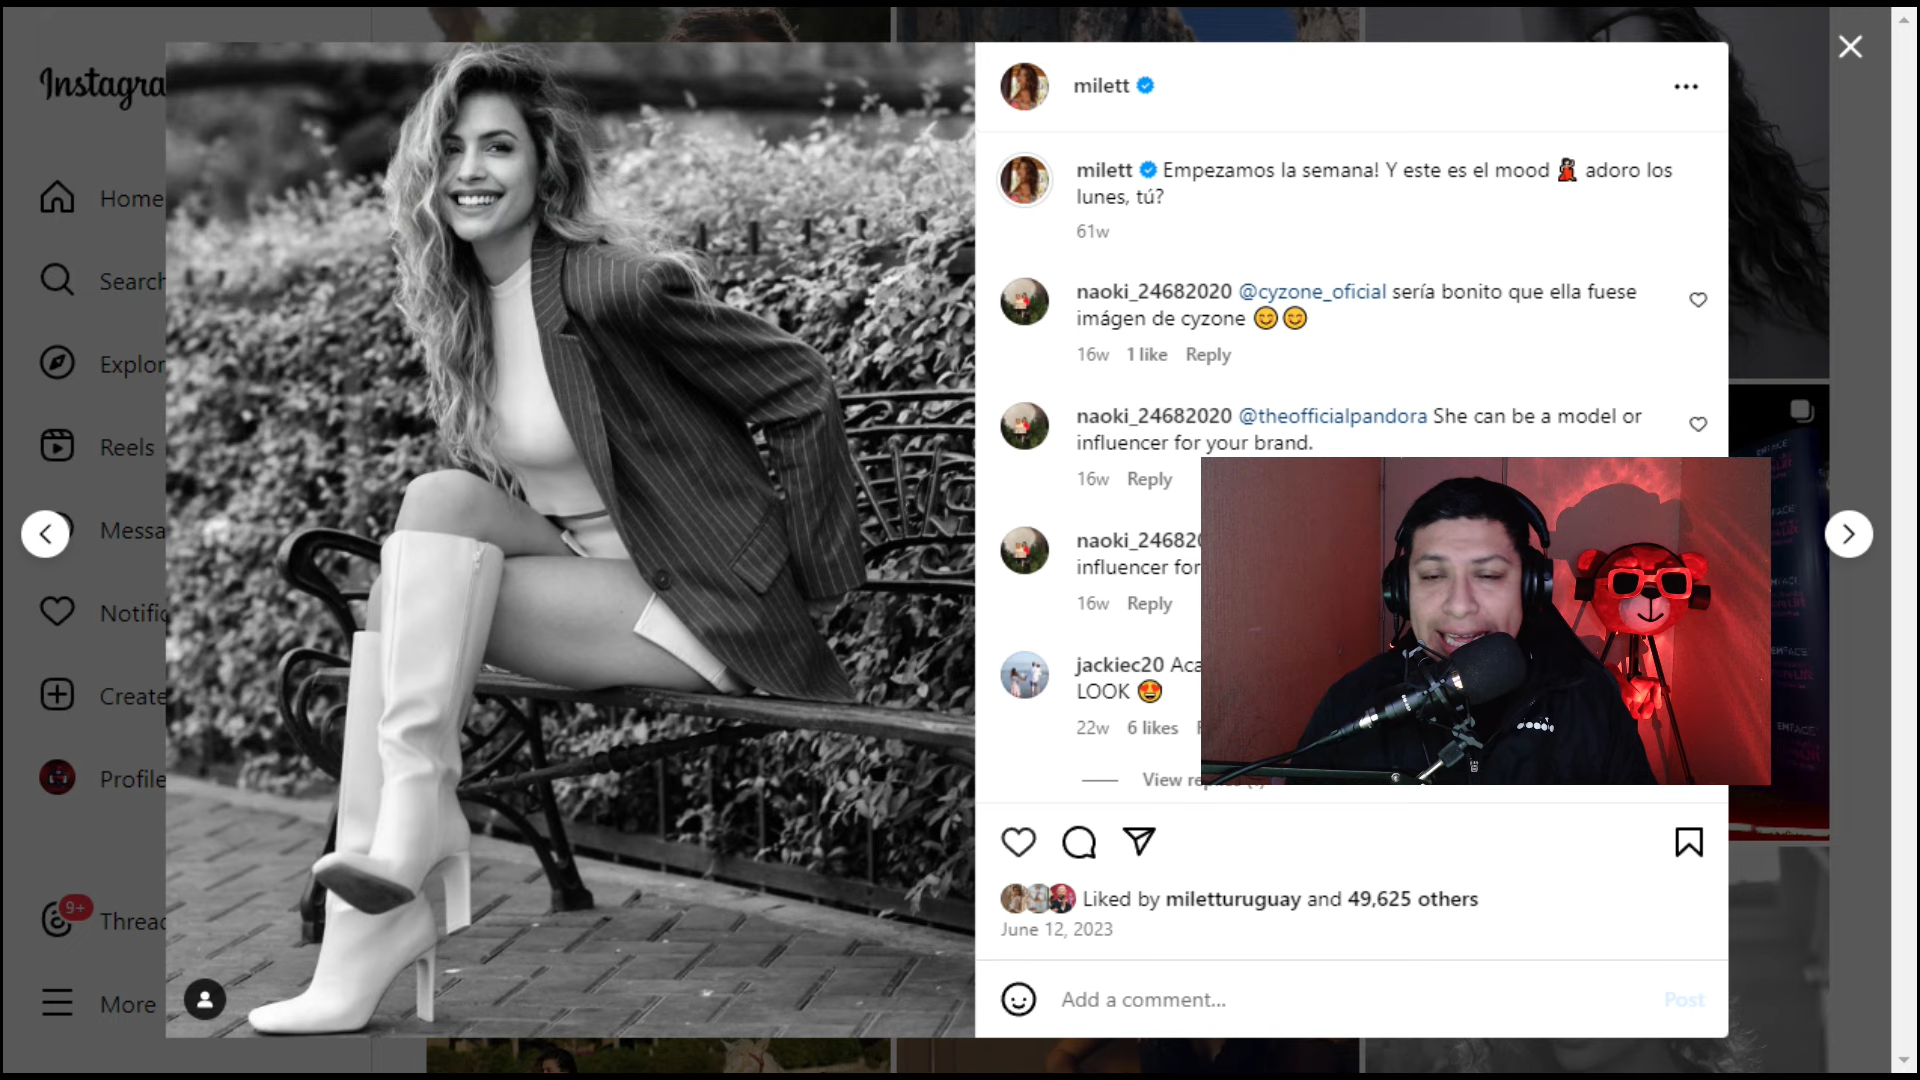 Instagra
Home
Search
Explor
Reels
Messa
Notific
Create
Profile
9+
Threac
More
milett
milett Empezamos la semana! Y este es el mood 💃 adoro los
lunes, tú?
61w
naoki_24682020 @cyzone_oficial sería bonito que ella fuese
imágen de cyzone 😊😊
16w 1 like Reply
naoki_24682020 @theofficialpandora She can be a model or
influencer for your brand.
16w Reply
naoki_24682
influencer for
16w Reply
jackiec20 Aca
LOOK 😍
22w 6 likes
View re
diadora
Liked by miletturuguay and 49,625 others
June 12, 2023
Add a comment...
Post